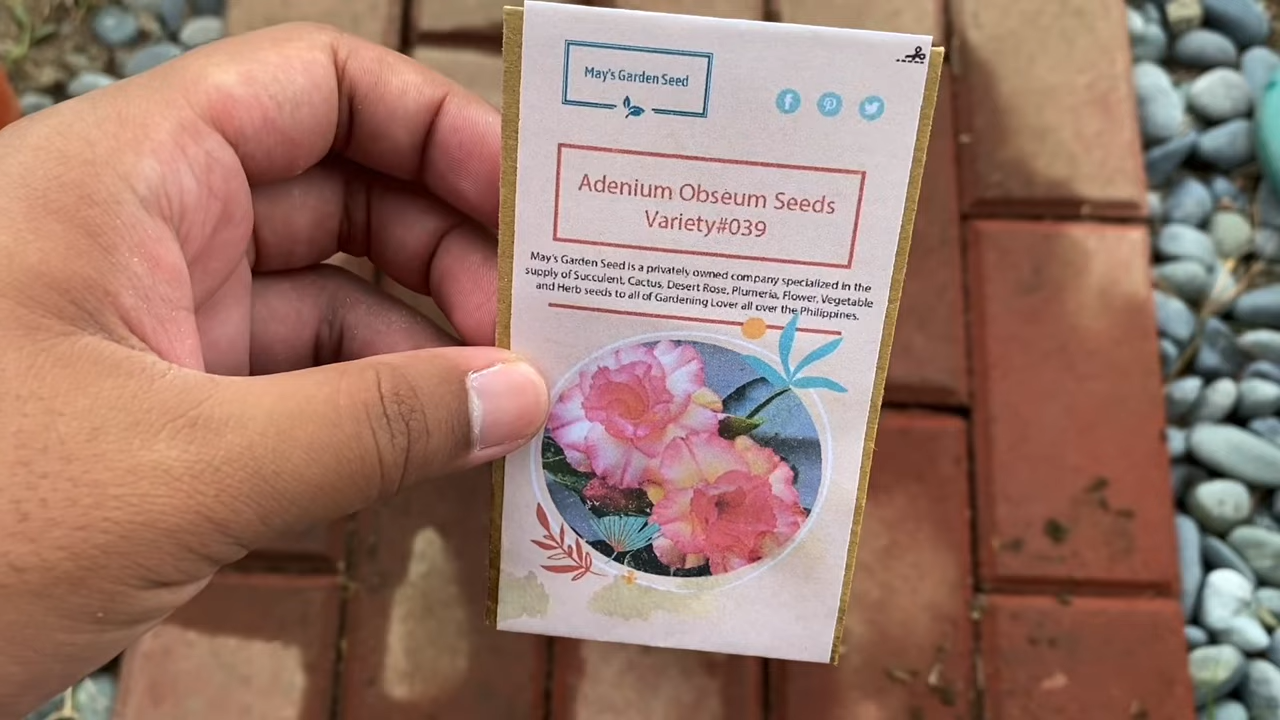 May's Garden Seed
Adenium Obseum Seeds
Variety#039
May's Garden Seed is a privately owned company specialized in the
supply of Succulent, Cactus, Desert Rose, Plumeria, Flower, Vegetable
and Herb seeds to all of Gardening Lover all over the Philippines.